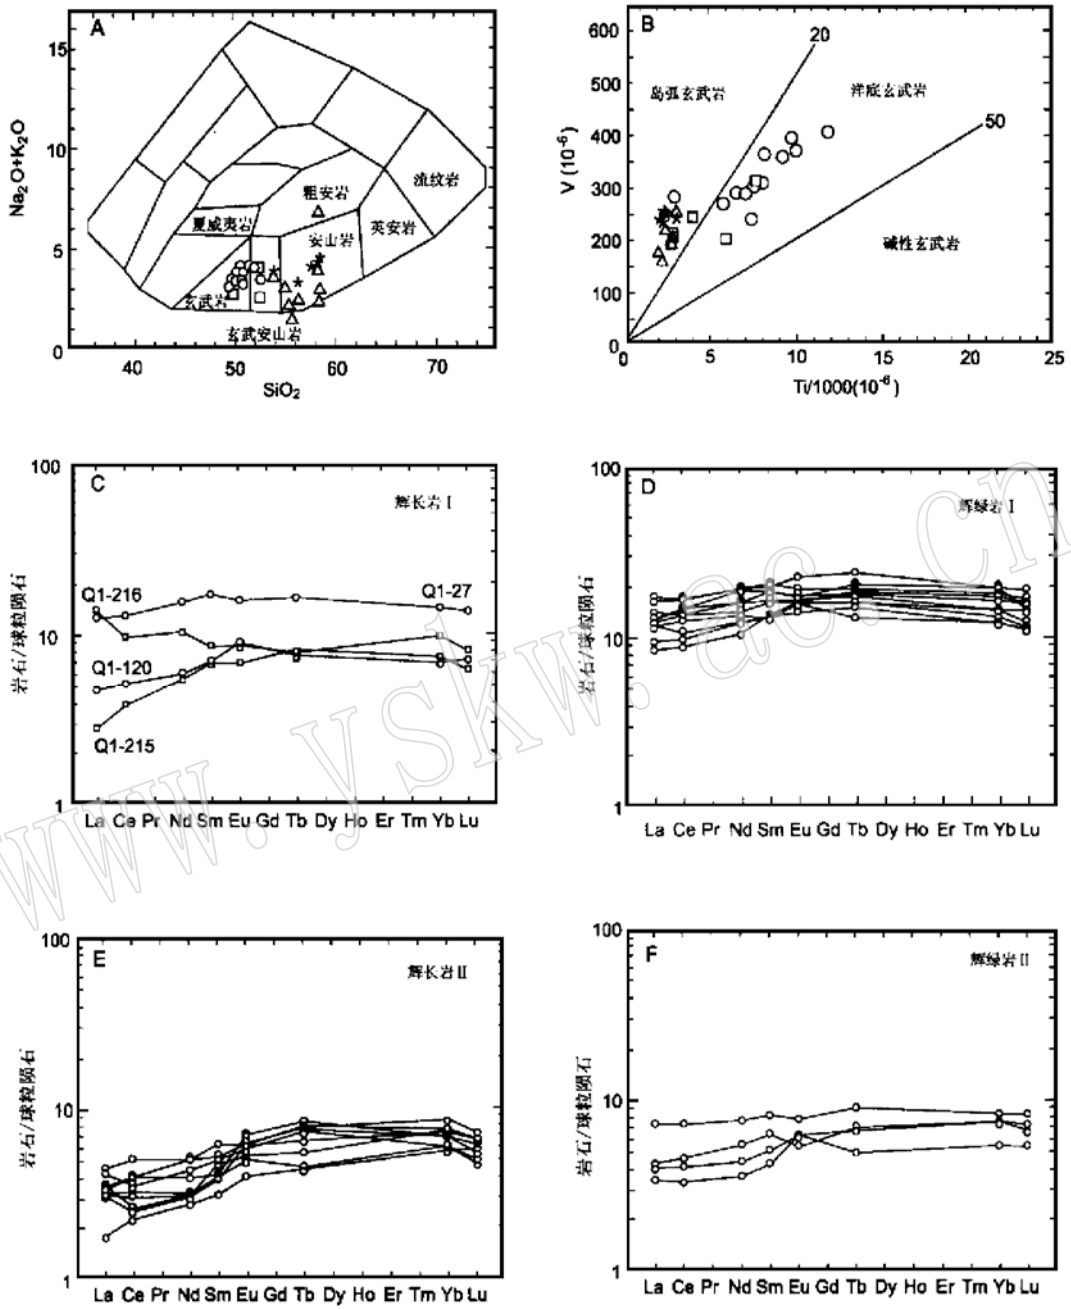 A
Na₂O+K₂O
15
10
5
0
40
50
60
70
SiO₂
流纹岩
粗安岩
夏威夷岩
安山岩
英安岩
玄武岩
玄武安山岩
B
V (10⁻⁶)
600
500
400
300
200
100
0
0
5
10
15
20
25
Ti/1000(10⁻⁶)
20
50
岛弧玄武岩
洋底玄武岩
碱性玄武岩
C
辉长岩 I
岩石/球粒陨石
100
10
1
Q1-216
Q1-27
Q1-120
Q1-215
La Ce Pr Nd Sm Eu Gd Tb Dy Ho Er Tm Yb Lu
D
辉绿岩 I
岩石/球粒陨石
100
10
1
La Ce Pr Nd Sm Eu Gd Tb Dy Ho Er Tm Yb Lu
E
辉长岩 II
岩石/球粒陨石
100
10
1
La Ce Pr Nd Sm Eu Gd Tb Dy Ho Er Tm Yb Lu
F
辉绿岩 II
岩石/球粒陨石
100
10
1
La Ce Pr Nd Sm Eu Gd Tb Dy Ho Er Tm Yb Lu
www.yskw.ac.cn